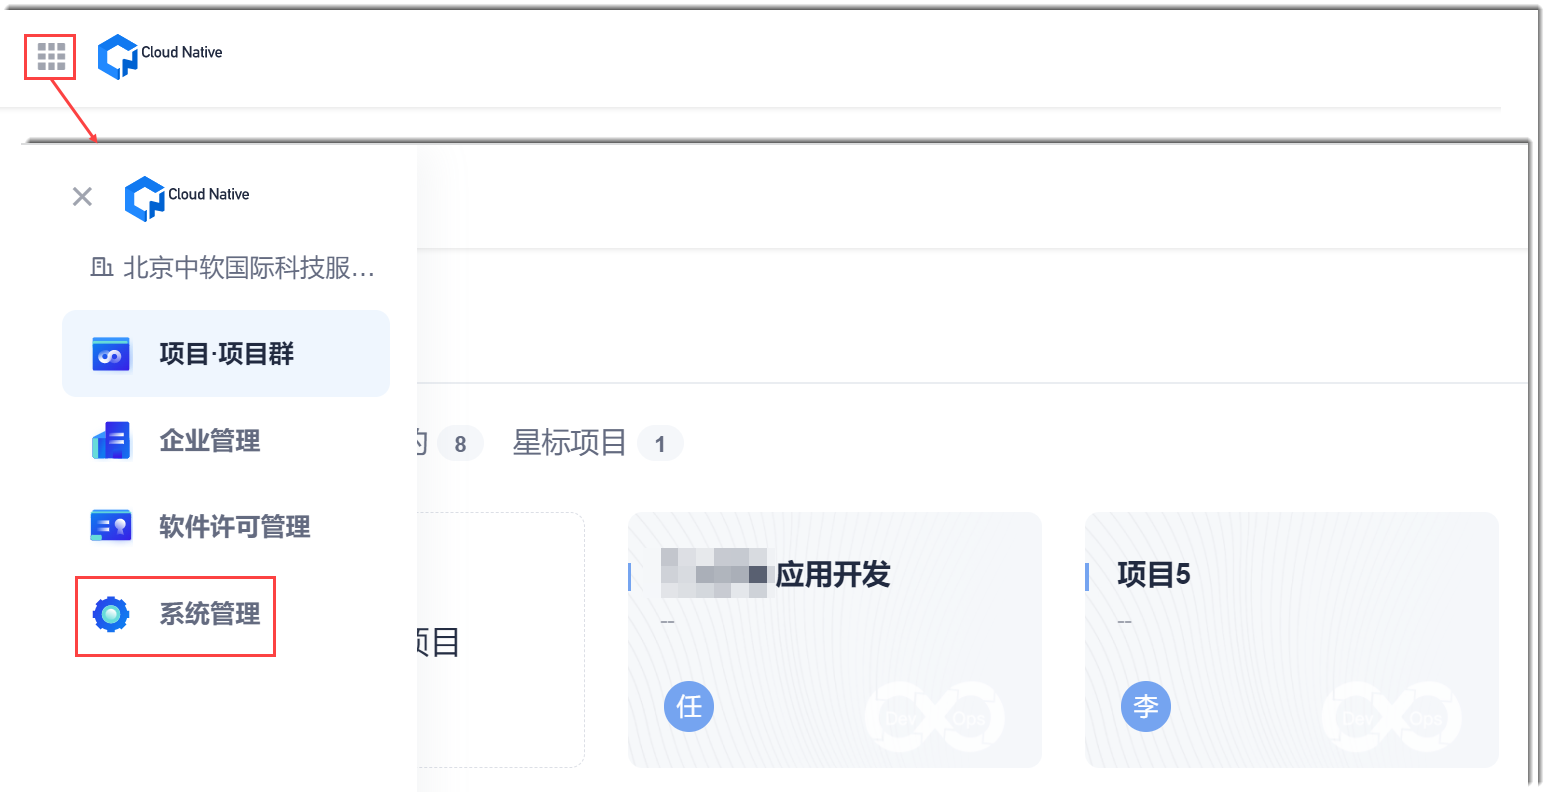 Cloud Native
Cloud Native
北京中软国际科技服...
项目·项目群
企业管理
软件许可管理
系统管理
的 8 星标项目 1
项目
应用开发
--
任
Dev Ops
项目5
--
李
Dev Ops